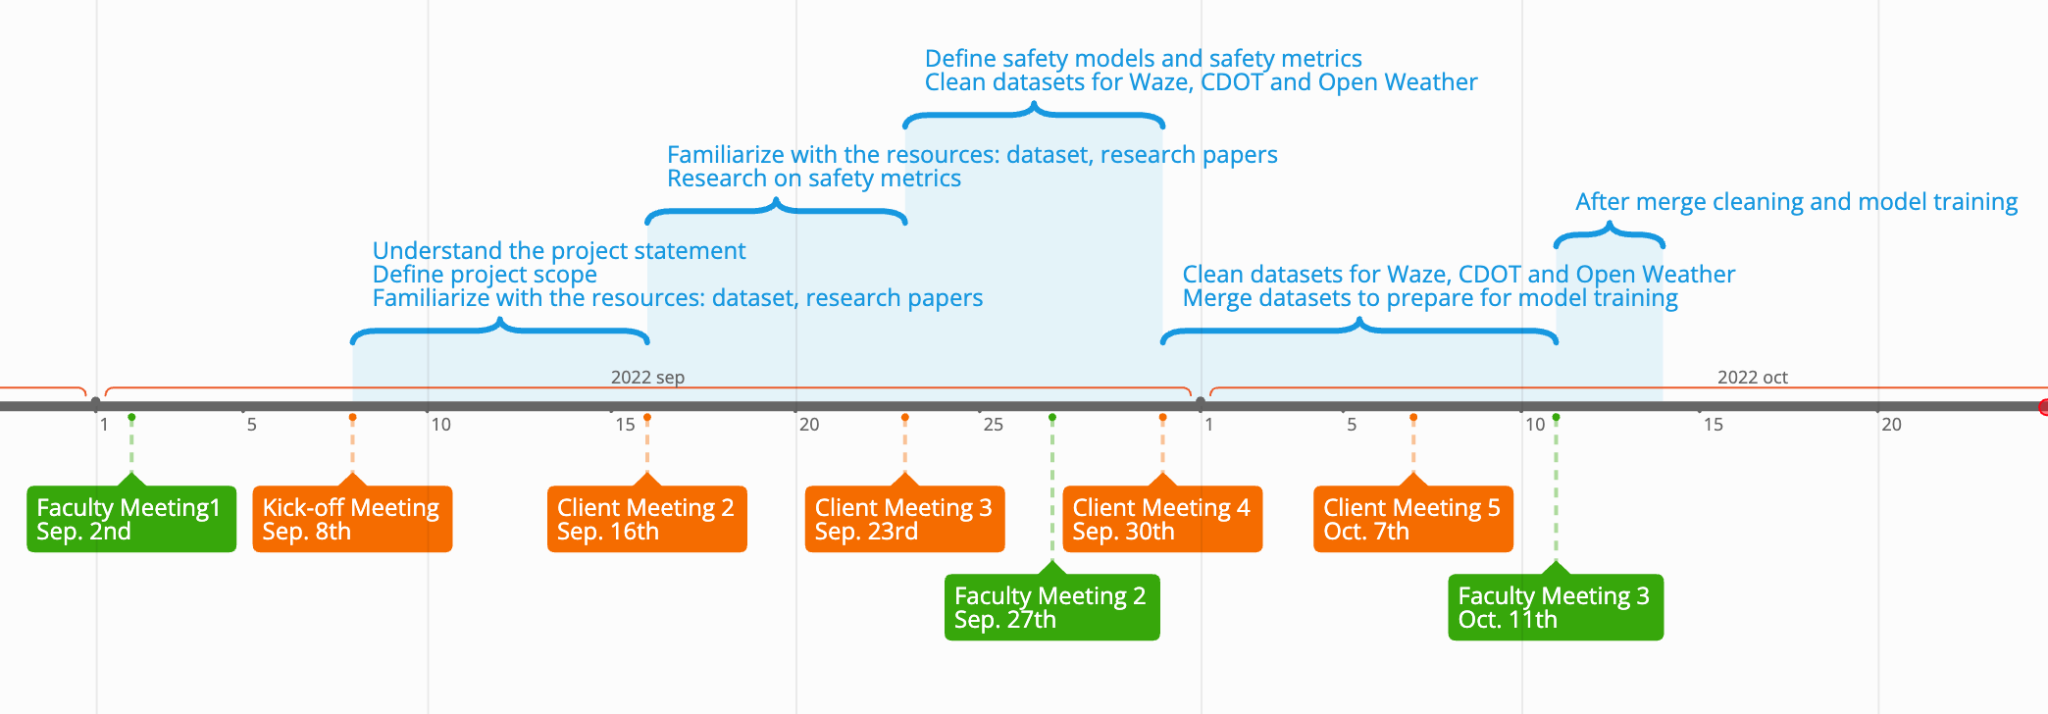 Define safety models and safety metrics
Clean datasets for Waze, CDOT and Open Weather
Familiarize with the resources: dataset, research papers
Research on safety metrics
After merge cleaning and model training
Understand the project statement
Define project scope
Familiarize with the resources: dataset, research papers
Clean datasets for Waze, CDOT and Open Weather
Merge datasets to prepare for model training
2022 sep
2022 oct
1 5 10 15 20 25 1 5 10 15 20
Faculty Meeting1
Sep. 2nd
Kick-off Meeting
Sep. 8th
Client Meeting 2
Sep. 16th
Client Meeting 3
Sep. 23rd
Client Meeting 4
Sep. 30th
Client Meeting 5
Oct. 7th
Faculty Meeting 2
Sep. 27th
Faculty Meeting 3
Oct. 11th